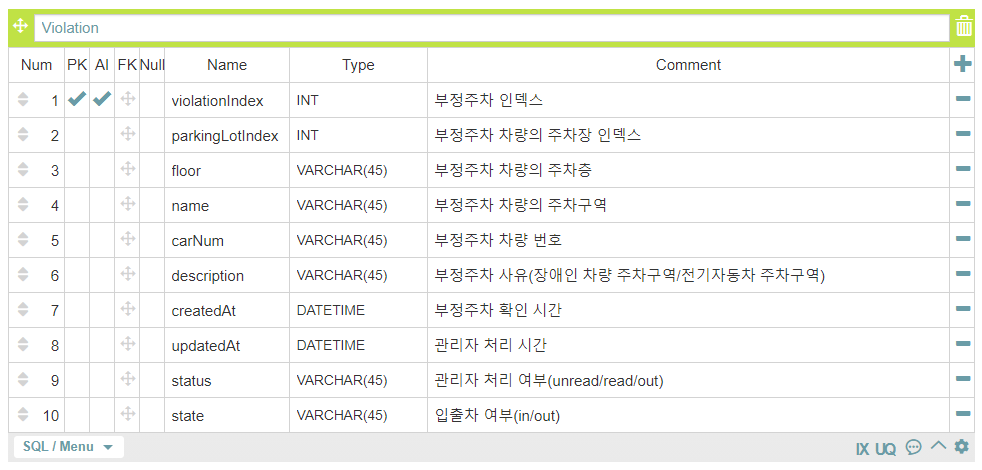 Violation
Num PK AI FK Null Name Type Comment
1 violationIndex INT 부정주차 인덱스
2 parkingLotIndex INT 부정주차 차량의 주차장 인덱스
3 floor VARCHAR(45) 부정주차 차량의 주차층
4 name VARCHAR(45) 부정주차 차량의 주차구역
5 carNum VARCHAR(45) 부정주차 차량 번호
6 description VARCHAR(45) 부정주차 사유(장애인 차량 주차구역/전기자동차 주차구역)
7 createdAt DATETIME 부정주차 확인 시간
8 updatedAt DATETIME 관리자 처리 시간
9 status VARCHAR(45) 관리자 처리 여부(unread/read/out)
10 state VARCHAR(45) 입출차 여부(in/out)
SQL / Menu IX UQ